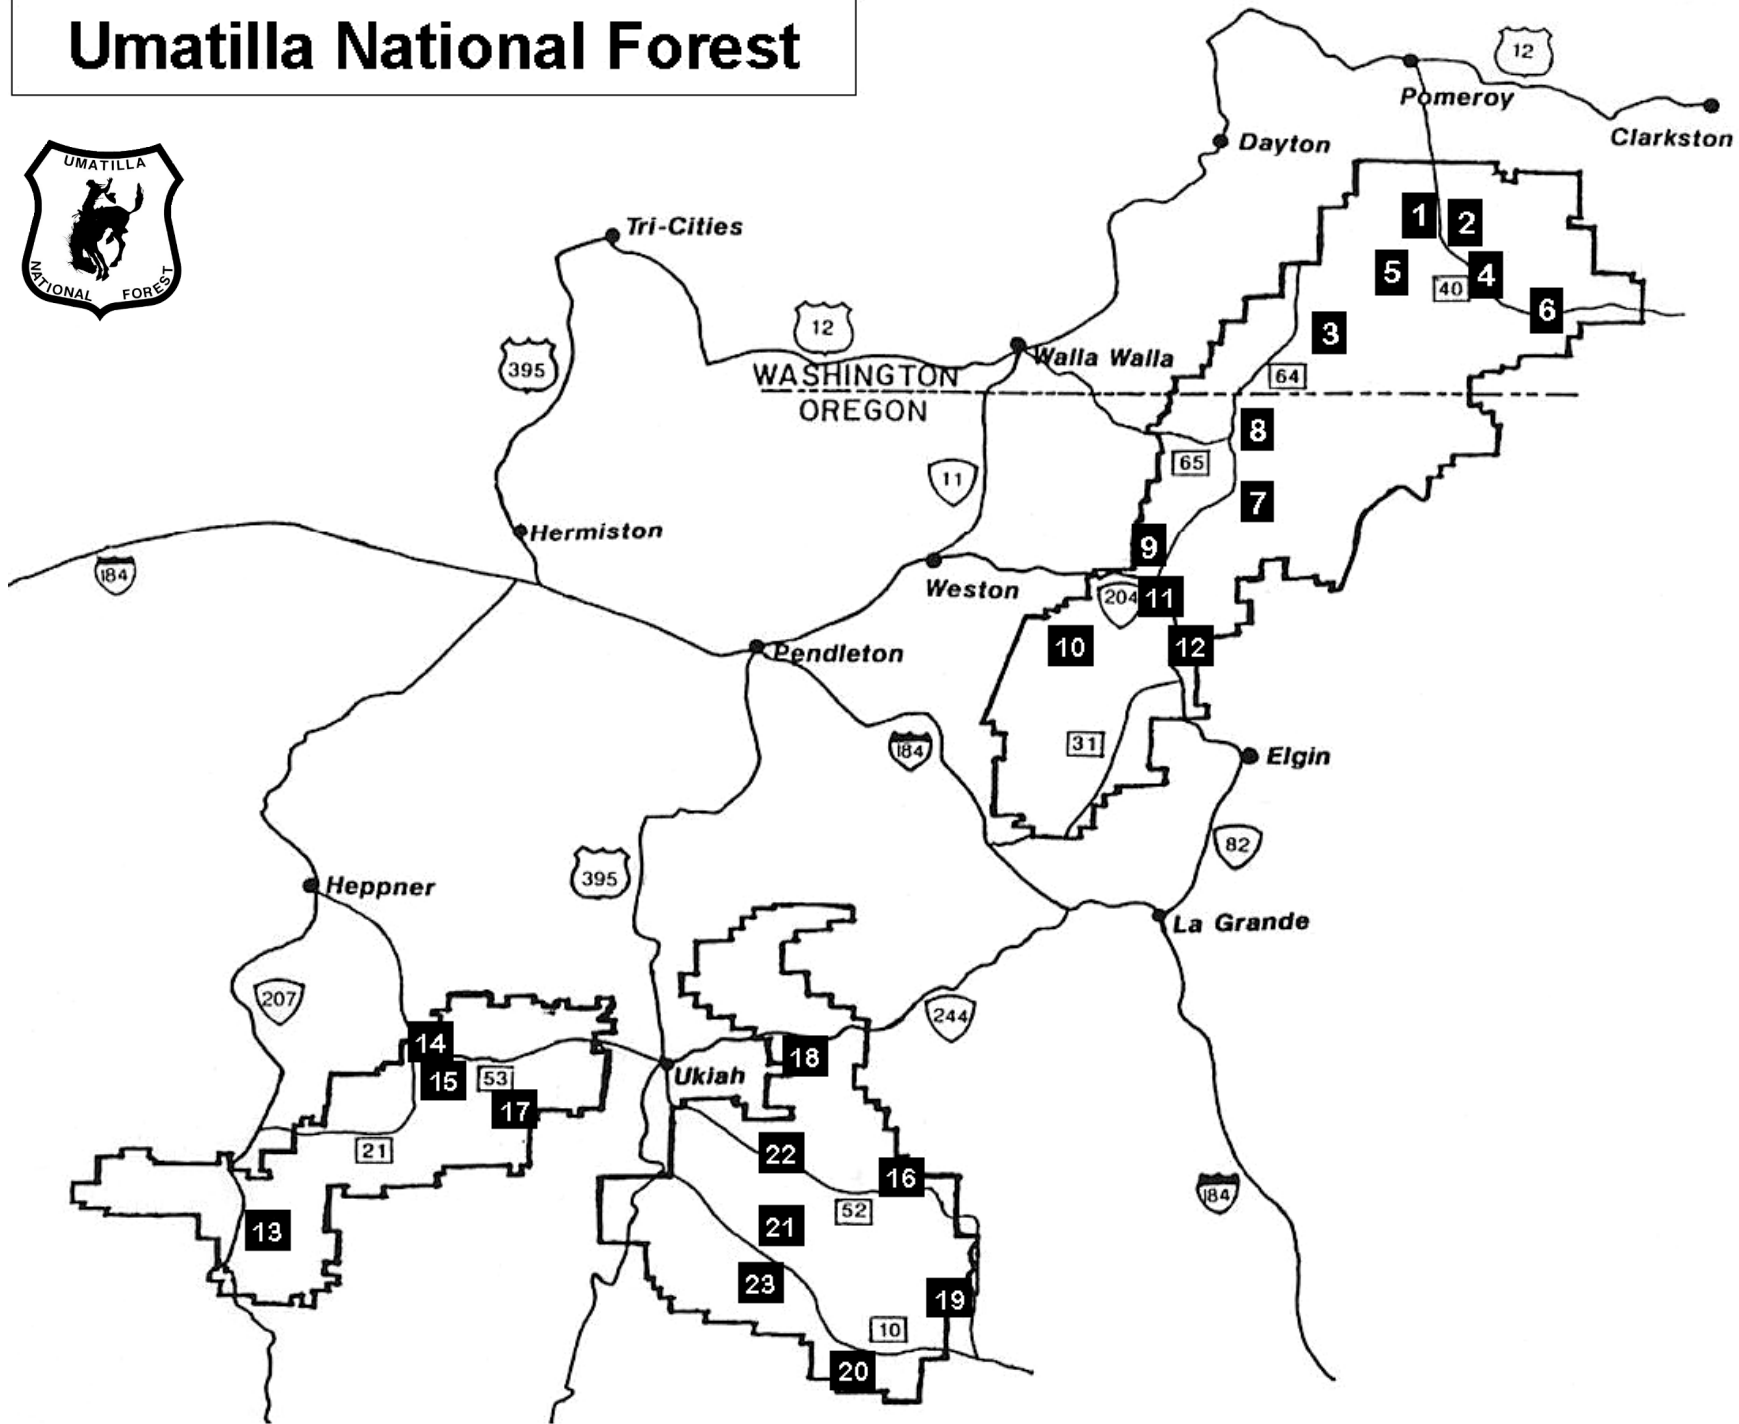 Umatilla National Forest
12
Pomeroy
Clarkston
Dayton
UMATILLA
NATIONAL FOREST
1
2
Tri-Cities
5
4
40
6
12
3
Walla Walla
395
WASHINGTON
64
OREGON
8
65
11
7
Hermiston
9
184
Weston
204
11
10
12
Pendleton
31
184
Elgin
82
395
Heppner
La Grande
207
244
14
18
15
53
Ukiah
17
21
22
16
184
52
13
21
23
19
10
20